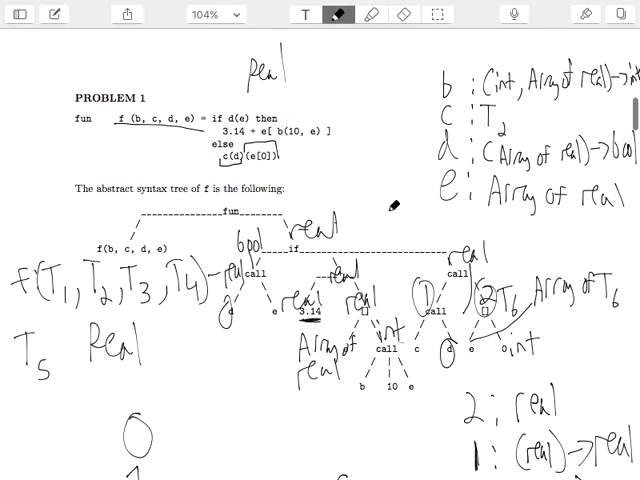 104%
T
real
PROBLEM 1
fun f (b, c, d, e) = if d(e) then
3.14 + e[ b(10, e) ]
else
c(d)(e[0])
b : (int, Array of real)→int
c : T2
d : (Array of real)→bool
e : Array of real
The abstract syntax tree of f is the following:
fun
real
f(b, c, d, e)
bool
if
real
f(T1, T2, T3, T4) - real
call
real
call
d
e
real
3.14
real
1
call
2
T6
Array of T6
Array of real
int
call
c
d
e
0
int
T5
Real
b
10
e
2: real
1: (real)→real